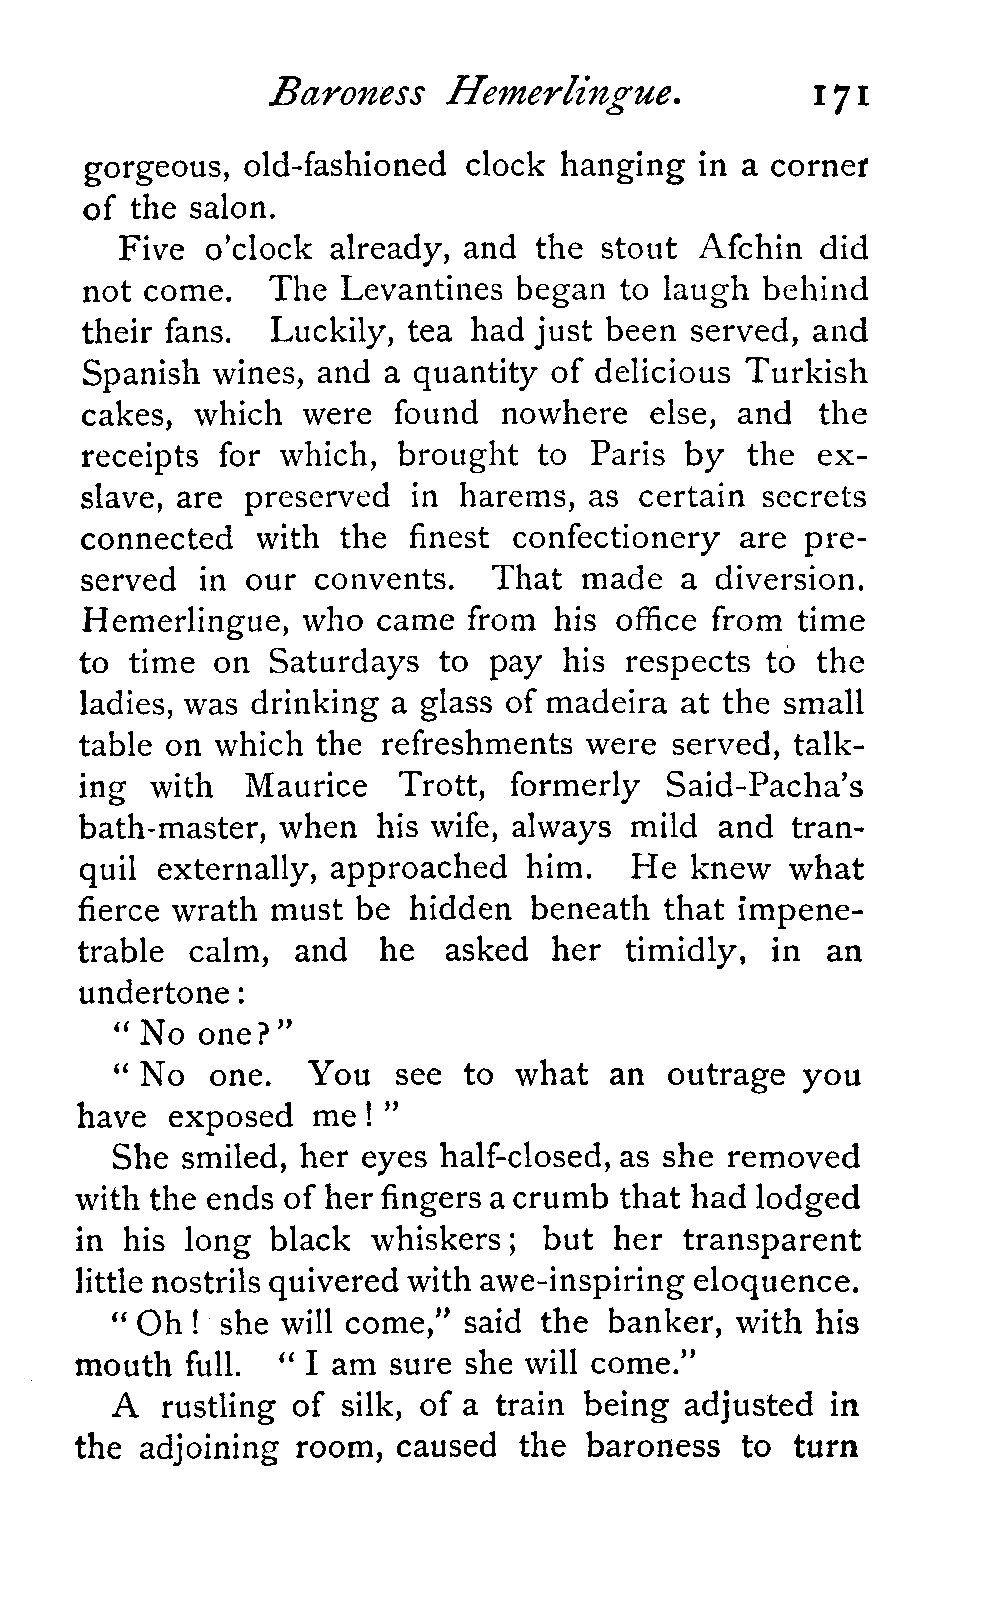 Baroness Hemerlingue. 171
gorgeous, old-fashioned clock hanging in a corner
of the salon.
Five o'clock already, and the stout Afchin did
not come. The Levantines began to laugh behind
their fans. Luckily, tea had just been served, and
Spanish wines, and a quantity of delicious Turkish
cakes, which were found nowhere else, and the
receipts for which, brought to Paris by the ex-
slave, are preserved in harems, as certain secrets
connected with the finest confectionery are pre-
served in our convents. That made a diversion.
Hemerlingue, who came from his office from time
to time on Saturdays to pay his respects to the
ladies, was drinking a glass of madeira at the small
table on which the refreshments were served, talk-
ing with Maurice Trott, formerly Said-Pacha's
bath-master, when his wife, always mild and tran-
quil externally, approached him. He knew what
fierce wrath must be hidden beneath that impene-
trable calm, and he asked her timidly, in an
undertone:
"No one?"
"No one. You see to what an outrage you
have exposed me!"
She smiled, her eyes half-closed, as she removed
with the ends of her fingers a crumb that had lodged
in his long black whiskers; but her transparent
little nostrils quivered with awe-inspiring eloquence.
"Oh! she will come," said the banker, with his
mouth full. "I am sure she will come."
A rustling of silk, of a train being adjusted in
the adjoining room, caused the baroness to turn